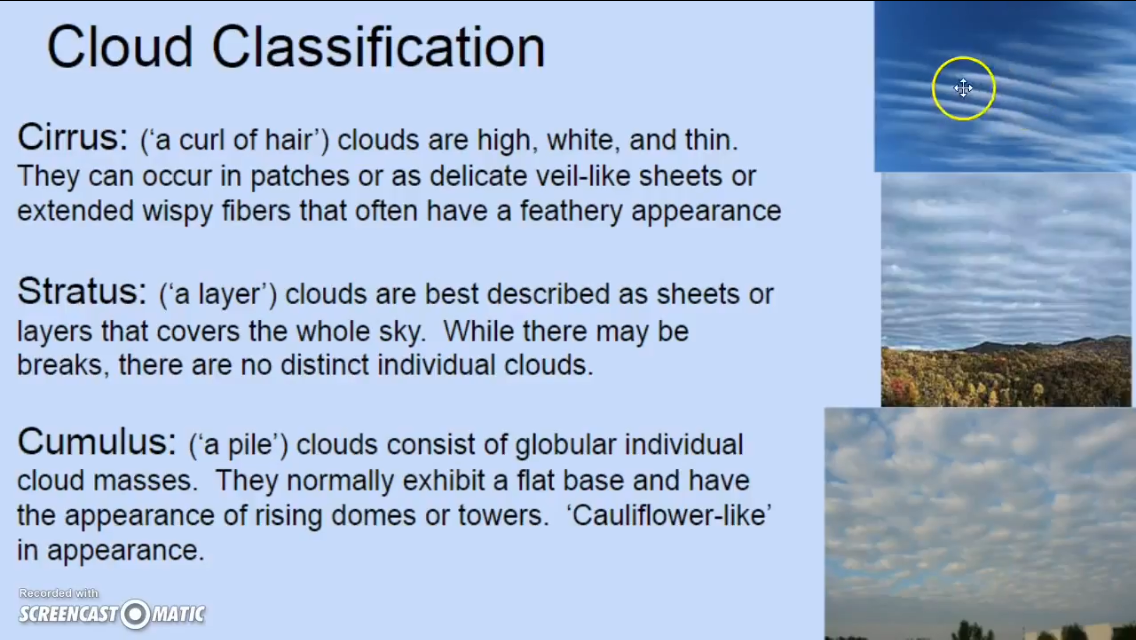 Cloud Classification
Cirrus: (‘a curl of hair’) clouds are high, white, and thin.
They can occur in patches or as delicate veil-like sheets or
extended wispy fibers that often have a feathery appearance
Stratus: (‘a layer’) clouds are best described as sheets or
layers that covers the whole sky.  While there may be
breaks, there are no distinct individual clouds.
Cumulus: (‘a pile’) clouds consist of globular individual
cloud masses.  They normally exhibit a flat base and have
the appearance of rising domes or towers.  ‘Cauliflower-like’
in appearance.
Recorded with
SCREENCAST MATIC